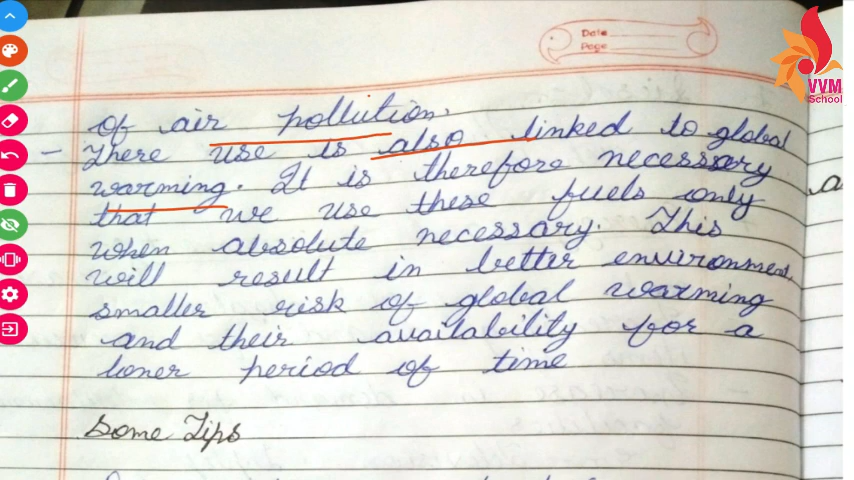 Date
Page
VVM
School
of air pollution.
- There use is also linked to global
warming. It is therefore necessary
that we use these fuels only
when absolute necessary. This
will result in better environment
smaller risk of global warming
and their availability for a
loner period of time
Some Tips
a